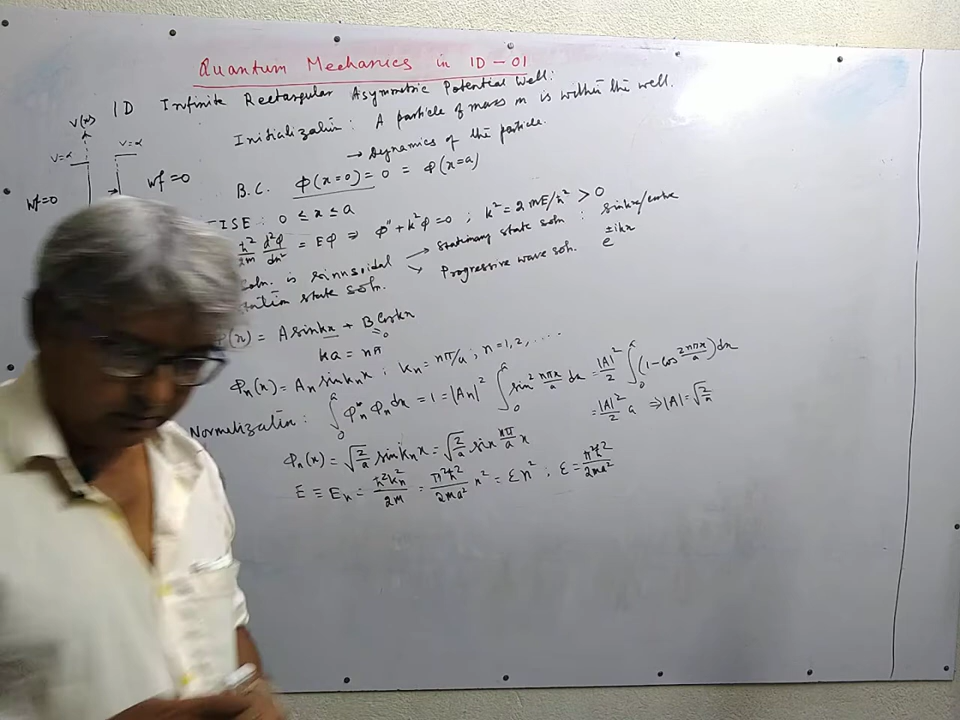 Quantum Mechanics in 1D-01
1D Infinite Rectangular Asymmetric Potential Well:
Initialization: A particle of mass m is within the well.
→ Dynamics of the particle.
V(x)
V=α
V=α
Wf=0
Wf=0
B.C. ϕ(x=0)=0 = ϕ(x=a)
ISE: 0 ≤ x ≤ a
ħ²/2m d²ϕ/dx² = Eϕ ⇒ ϕ''+k²ϕ=0 ; k²=2mE/ħ² > 0
soln. is sinusoidal → Stationary state soln : sinkx/coskx
→ Progressive wave soln. e^{±ikx}
state soln.
ϕ(x) = A sinkx + B coskx
=0
ka = nπ
ϕn(x) = An sin knx ; kn = nπ/a ; n=1,2,....
Normalization: ∫₀ᵃ ϕn* ϕn dx = 1 = |An|² ∫₀ᵃ sin² nπx/a dx = |A|²/2 ∫₀ᵃ (1-cos 2nπx/a) dx
= |A|²/2 a ⇒ |A| = √(2/a)
ϕn(x) = √(2/a) sin knx = √(2/a) sin nπ/a x
E ≡ En = ħ²kn²/2m = π²ħ²/2ma² n² = εn² ; ε = π²ħ²/2ma²